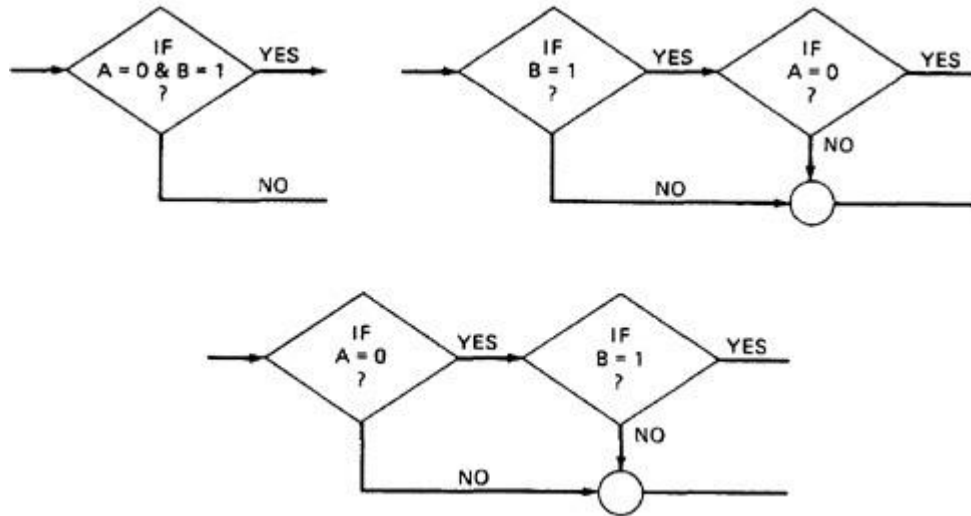 IF
A = 0 & B = 1
?
YES
NO
IF
B = 1
?
YES
IF
A = 0
?
YES
NO
NO
IF
A = 0
?
YES
IF
B = 1
?
YES
NO
NO